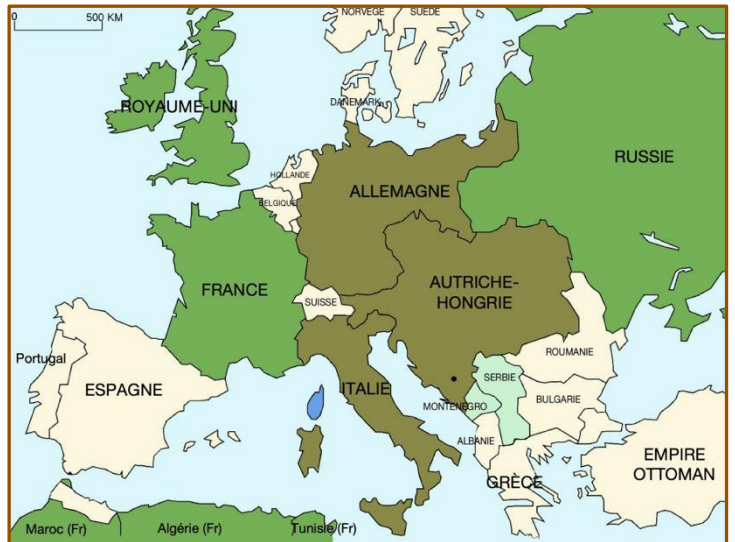 0 500 KM
NORVEGE
SUEDE
DANEMARK
ROYAUME-UNI
RUSSIE
HOLLANDE
ALLEMAGNE
BELGIQUE
FRANCE
AUTRICHE-
HONGRIE
SUISSE
ROUMANIE
Portugal
ESPAGNE
ITALIE
SERBIE
BULGARIE
MONTENEGRO
ALBANIE
EMPIRE
OTTOMAN
GRÈCE
Maroc (Fr)
Algérie (Fr)
Tunisie (Fr)